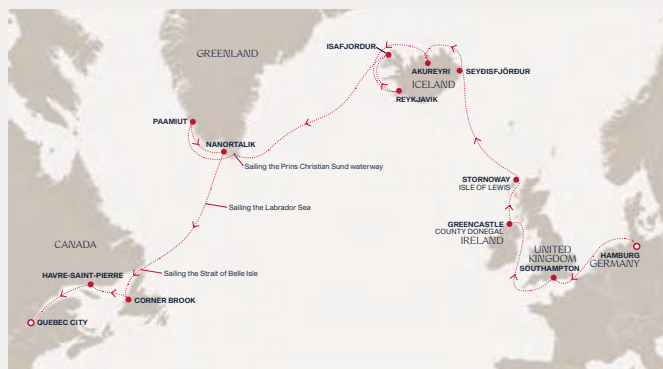 GREENLAND
ISAFJORDUR
AKUREYRI
SEYÐISFJÖRÐUR
ICELAND
REYKJAVIK
PAAMIUT
NANORTALIK
Sailing the Prins Christian Sund waterway
STORNOWAY
ISLE OF LEWIS
Sailing the Labrador Sea
GREENCASTLE
COUNTY DONEGAL
IRELAND
CANADA
UNITED
KINGDOM
HAMBURG
GERMANY
SOUTHAMPTON
Sailing the Strait of Belle Isle
HAVRE-SAINT-PIERRE
CORNER BROOK
QUEBEC CITY